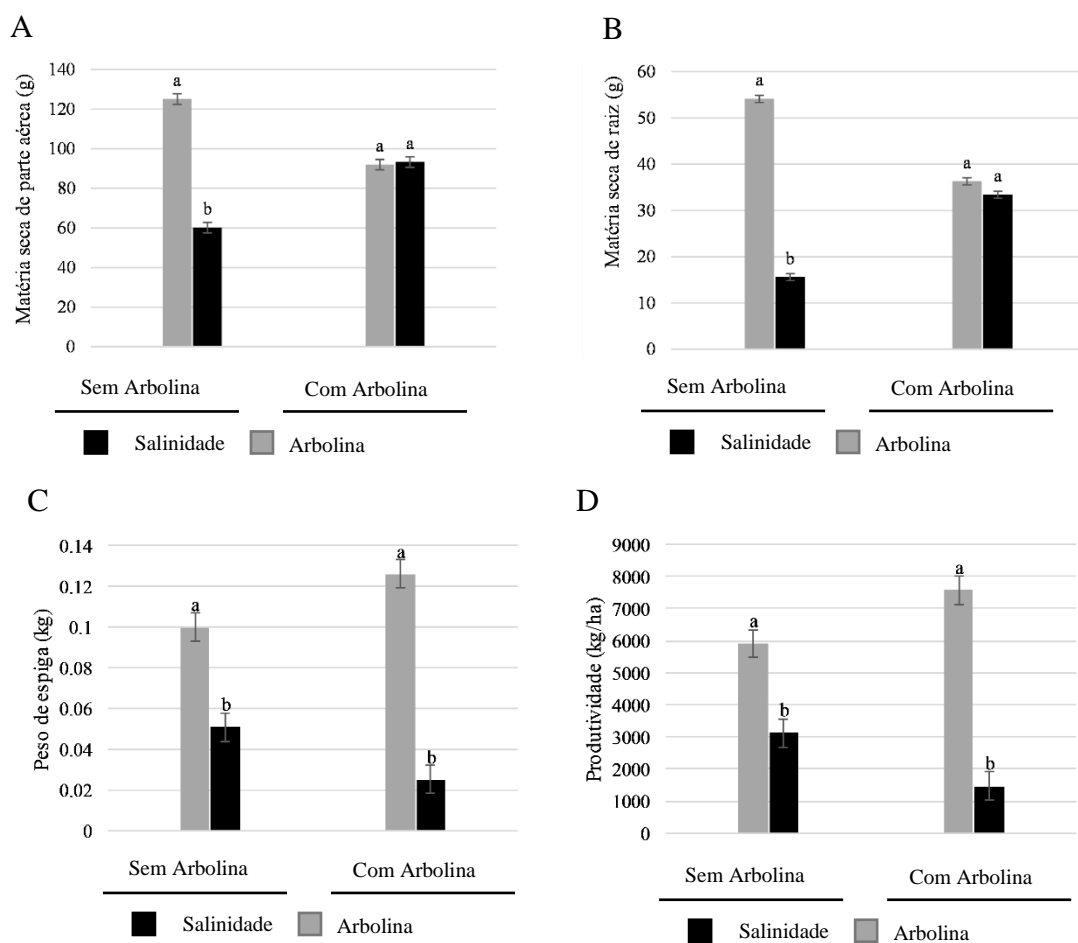 A
Matéria seca de parte aérea (g)
140
120
100
80
60
40
20
0
a
b
a
a
Sem Arbolina
Com Arbolina
Salinidade
Arbolina
B
Matéria seca de raiz (g)
60
50
40
30
20
10
0
a
b
a
a
Sem Arbolina
Com Arbolina
Salinidade
Arbolina
C
Peso de espiga (kg)
0.14
0.12
0.1
0.08
0.06
0.04
0.02
0
a
b
a
b
Sem Arbolina
Com Arbolina
Salinidade
Arbolina
D
Produtividade (kg/ha)
9000
8000
7000
6000
5000
4000
3000
2000
1000
0
a
b
a
b
Sem Arbolina
Com Arbolina
Salinidade
Arbolina